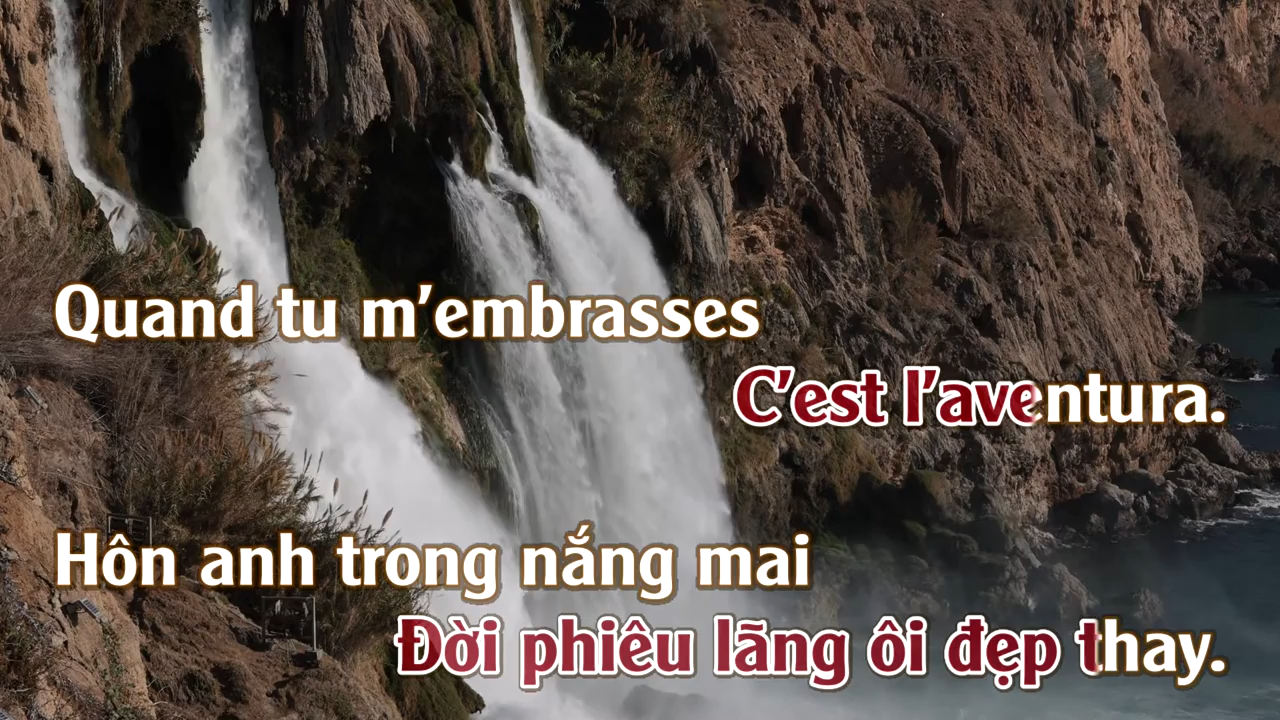 Quand tu m’embrasses
C’est l’aventura.
Hôn anh trong nắng mai
Đời phiêu lãng ôi đẹp thay.